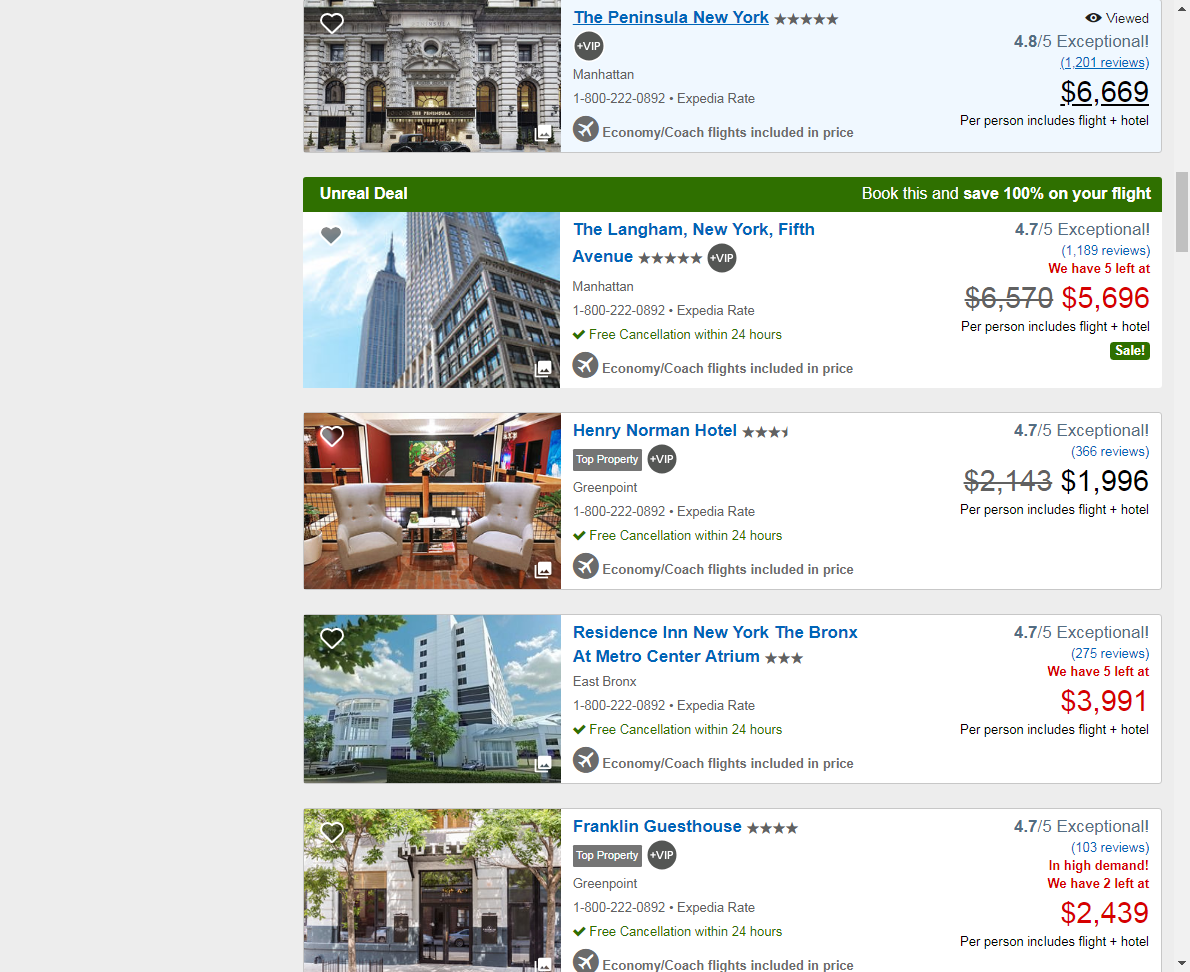 The Peninsula New York
Viewed
+VIP
4.8/5 Exceptional!
(1,201 reviews)
Manhattan
$6,669
1-800-222-0892 • Expedia Rate
Per person includes flight + hotel
Economy/Coach flights included in price
THE PENINSULA
Unreal Deal
Book this and save 100% on your flight
The Langham, New York, Fifth
Avenue +VIP
4.7/5 Exceptional!
(1,189 reviews)
We have 5 left at
Manhattan
$6,570 $5,696
1-800-222-0892 • Expedia Rate
Per person includes flight + hotel
Free Cancellation within 24 hours
Sale!
Economy/Coach flights included in price
Henry Norman Hotel
4.7/5 Exceptional!
Top Property +VIP
(366 reviews)
Greenpoint
$2,143 $1,996
1-800-222-0892 • Expedia Rate
Per person includes flight + hotel
Free Cancellation within 24 hours
Economy/Coach flights included in price
Residence Inn New York The Bronx
At Metro Center Atrium
4.7/5 Exceptional!
(275 reviews)
We have 5 left at
East Bronx
$3,991
1-800-222-0892 • Expedia Rate
Per person includes flight + hotel
Free Cancellation within 24 hours
Economy/Coach flights included in price
Franklin Guesthouse
4.7/5 Exceptional!
Top Property +VIP
(103 reviews)
In high demand!
We have 2 left at
Greenpoint
$2,439
1-800-222-0892 • Expedia Rate
Per person includes flight + hotel
Free Cancellation within 24 hours
Economy/Coach flights included in price
HOTEL